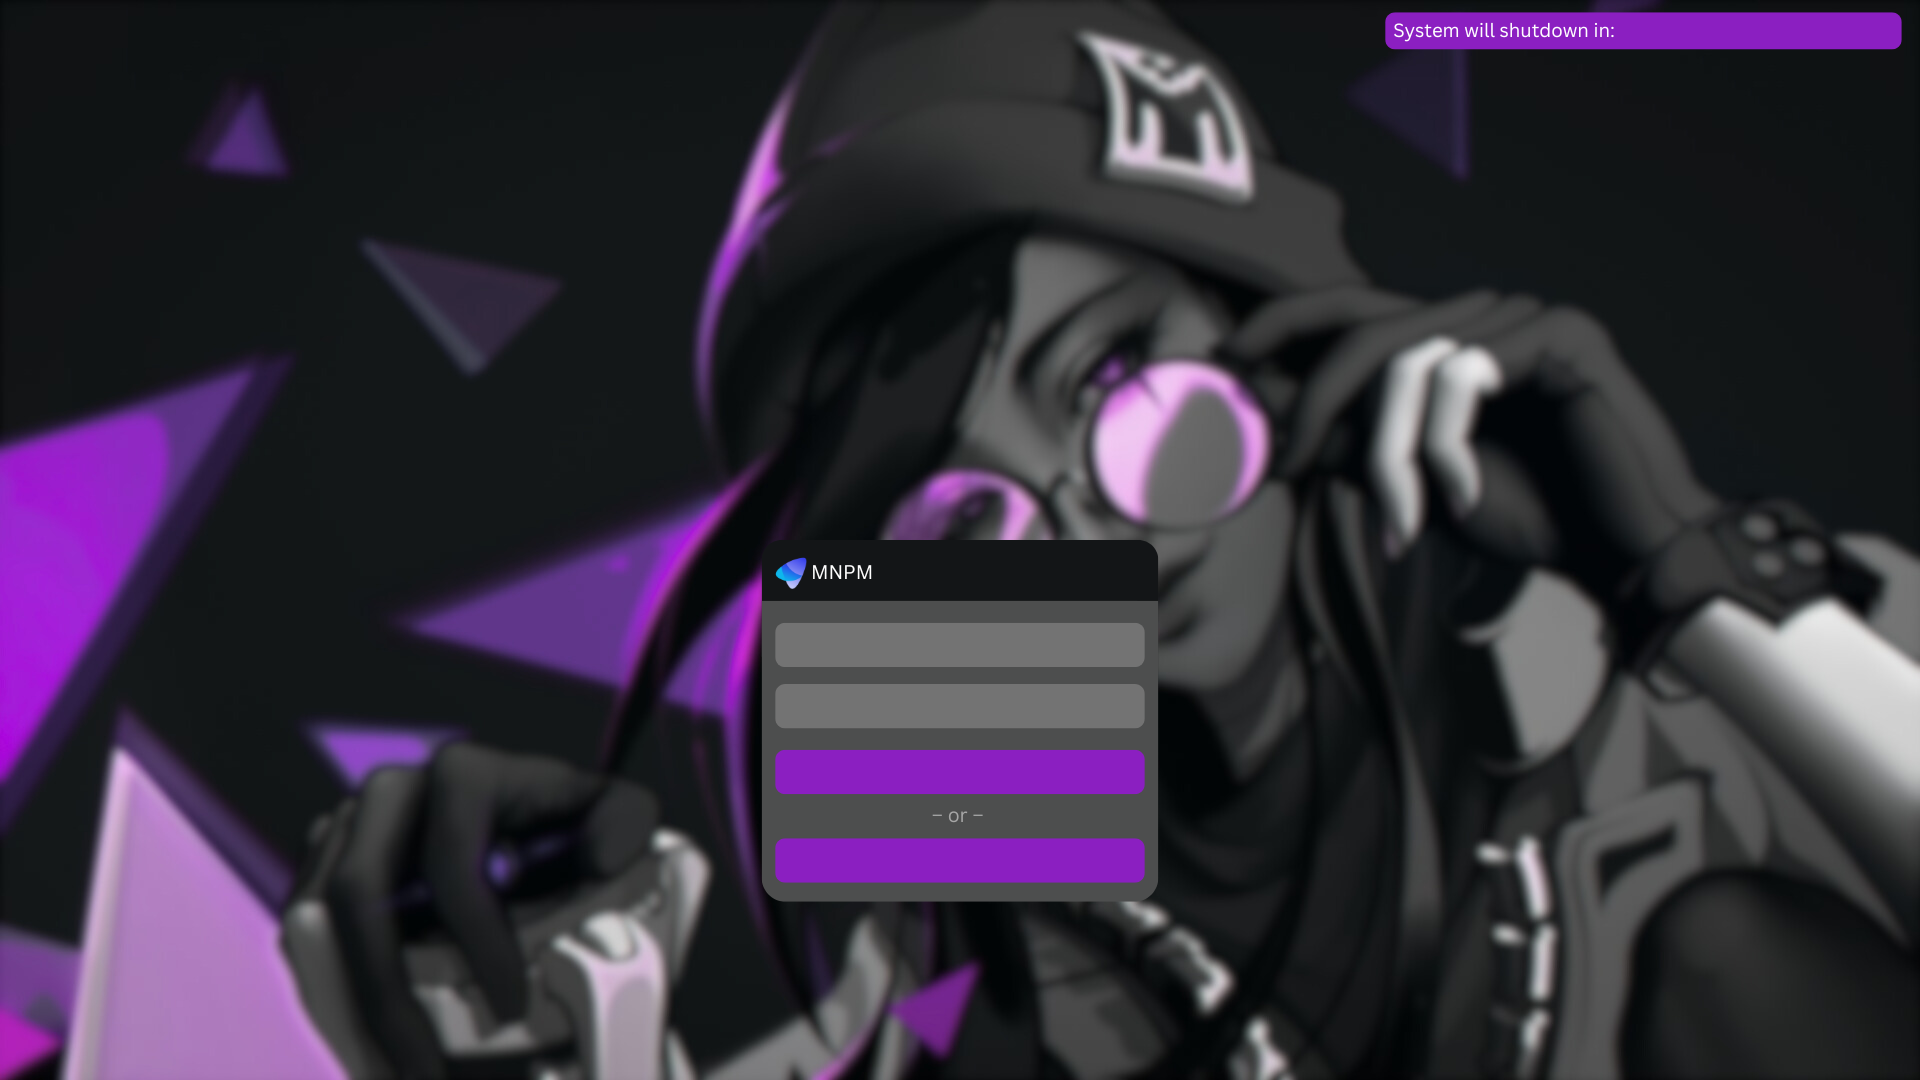 System will shutdown in:
MNPM
– or –